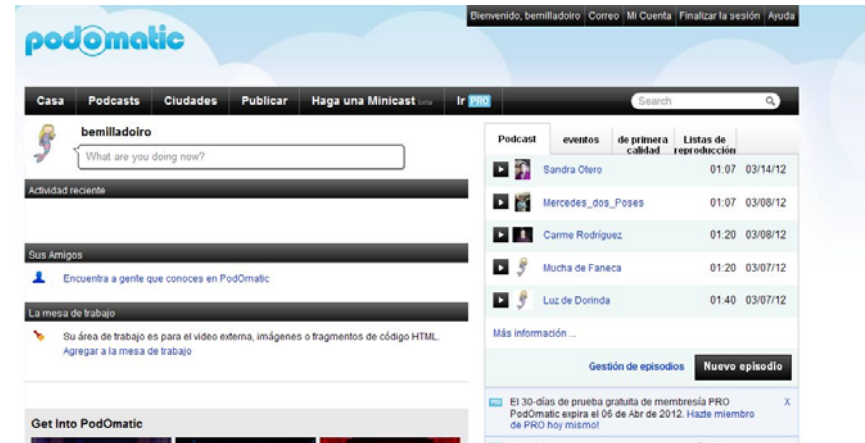 Bienvenido, bemilladoiro Correo Mi Cuenta Finalizar la sesión Ayuda
podomatic
Casa Podcasts Ciudades Publicar Haga una Minicast beta Ir PRO Search
bemilladoiro
What are you doing now?
Actividad reciente
Sus Amigos
Encuentra a gente que conoces en PodOmatic
La mesa de trabajo
Su área de trabajo es para el video externa, imágenes o fragmentos de código HTML.
Agregar a la mesa de trabajo
Get Into PodOmatic
Podcast eventos de primera calidad Listas de reproducción
Sandra Otero 01:07 03/14/12
Mercedes_dos_Poses 01:07 03/08/12
Carme Rodríguez 01:20 03/08/12
Mucha de Faneca 01:20 03/07/12
Luz de Dorinda 01:40 03/07/12
Más información ...
Gestión de episodios Nuevo episodio
PRO El 30-días de prueba gratuita de membresía PRO X
PodOmatic expira el 06 de Abr de 2012. Hazte miembro
de PRO hoy mismo!